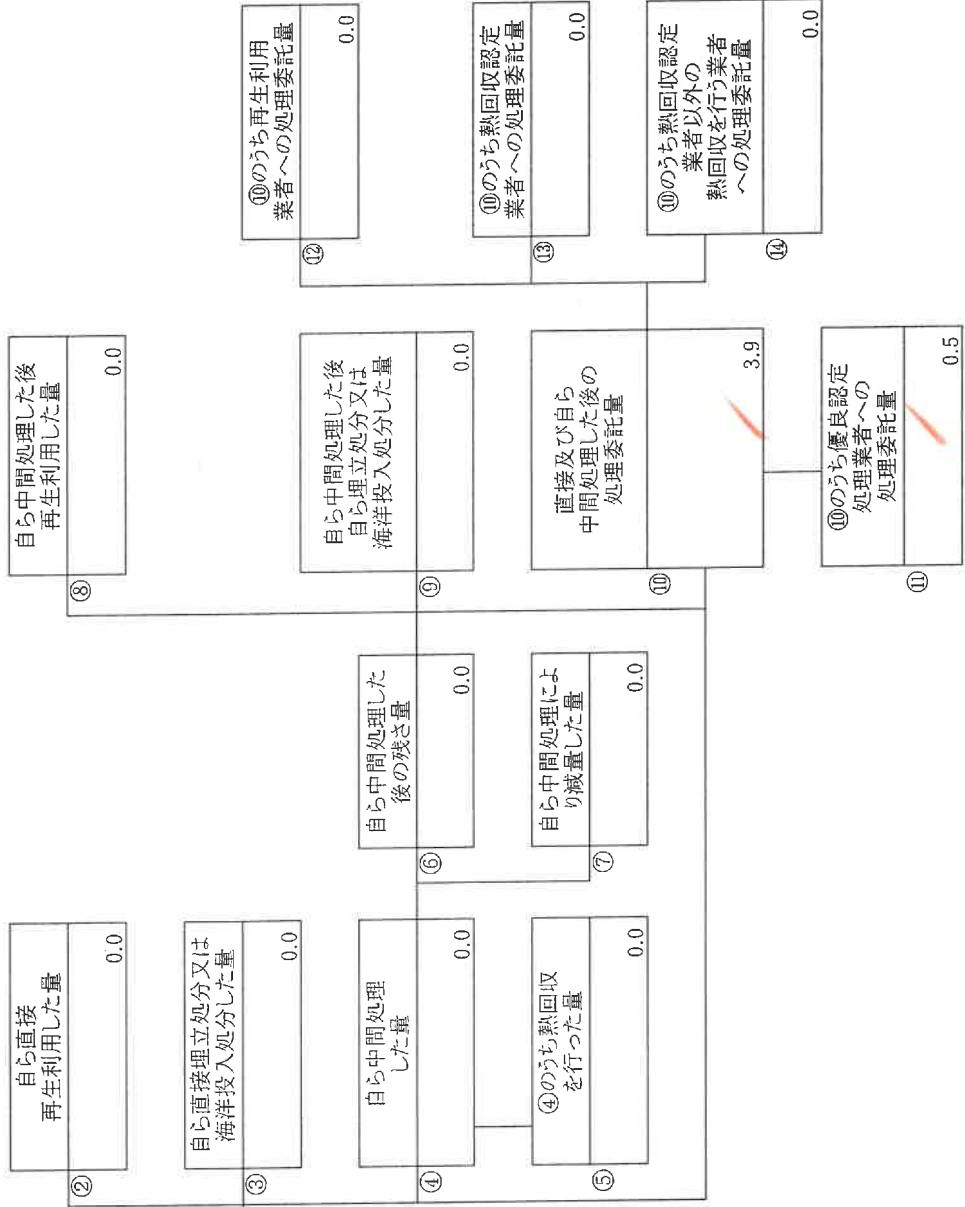 ②
自ら直接
再生利用した量
0.0
③
自ら直接埋立処分又は
海洋投入処分した量
0.0
④
自ら中間処理
した量
0.0
⑤
④のうち熱回収
を行った量
0.0
⑥
自ら中間処理した
後の残さ量
0.0
⑦
自ら中間処理によ
り減量した量
0.0
⑧
自ら中間処理した後
再生利用した量
0.0
⑨
自ら中間処理した後
自ら埋立処分又は
海洋投入処分した量
0.0
⑩
直接及び自ら
中間処理した後の
処理委託量
3.9
⑪
⑩のうち優良認定
処理業者への
処理委託量
0.5
⑫
⑩のうち再生利用
業者への処理委託量
0.0
⑬
⑩のうち熱回収認定
業者への処理委託量
0.0
⑭
⑩のうち熱回収認定
業者以外の
熱回収を行う業者
への処理委託量
0.0